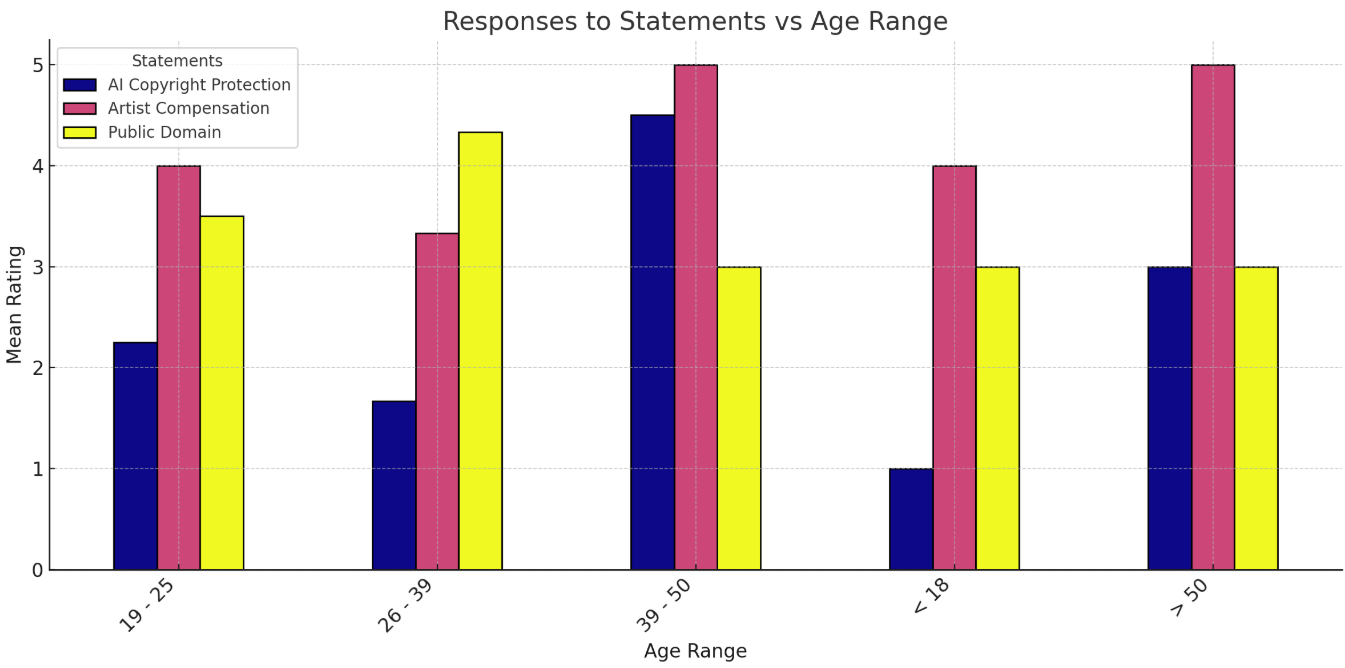 Responses to Statements vs Age Range
Statements
AI Copyright Protection
Artist Compensation
Public Domain
5
4
3
2
1
0
Mean Rating
19 - 25
26 - 39
39 - 50
< 18
> 50
Age Range